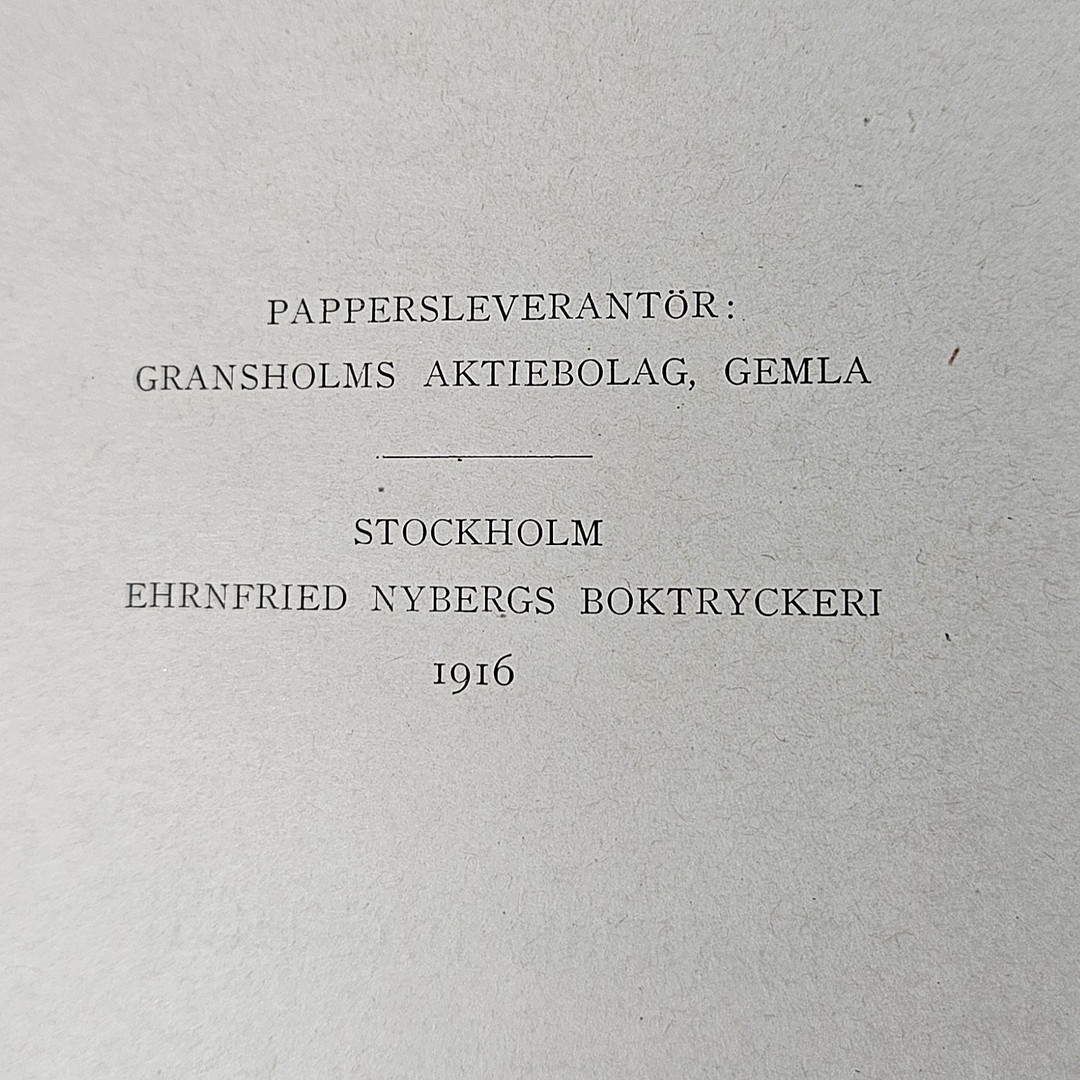 PAPPERSLEVERANTÖR:
GRANSHOLMS AKTIEBOLAG, GEMLA
STOCKHOLM
EHRNFRIED NYBERGS BOKTRYCKERI
1916